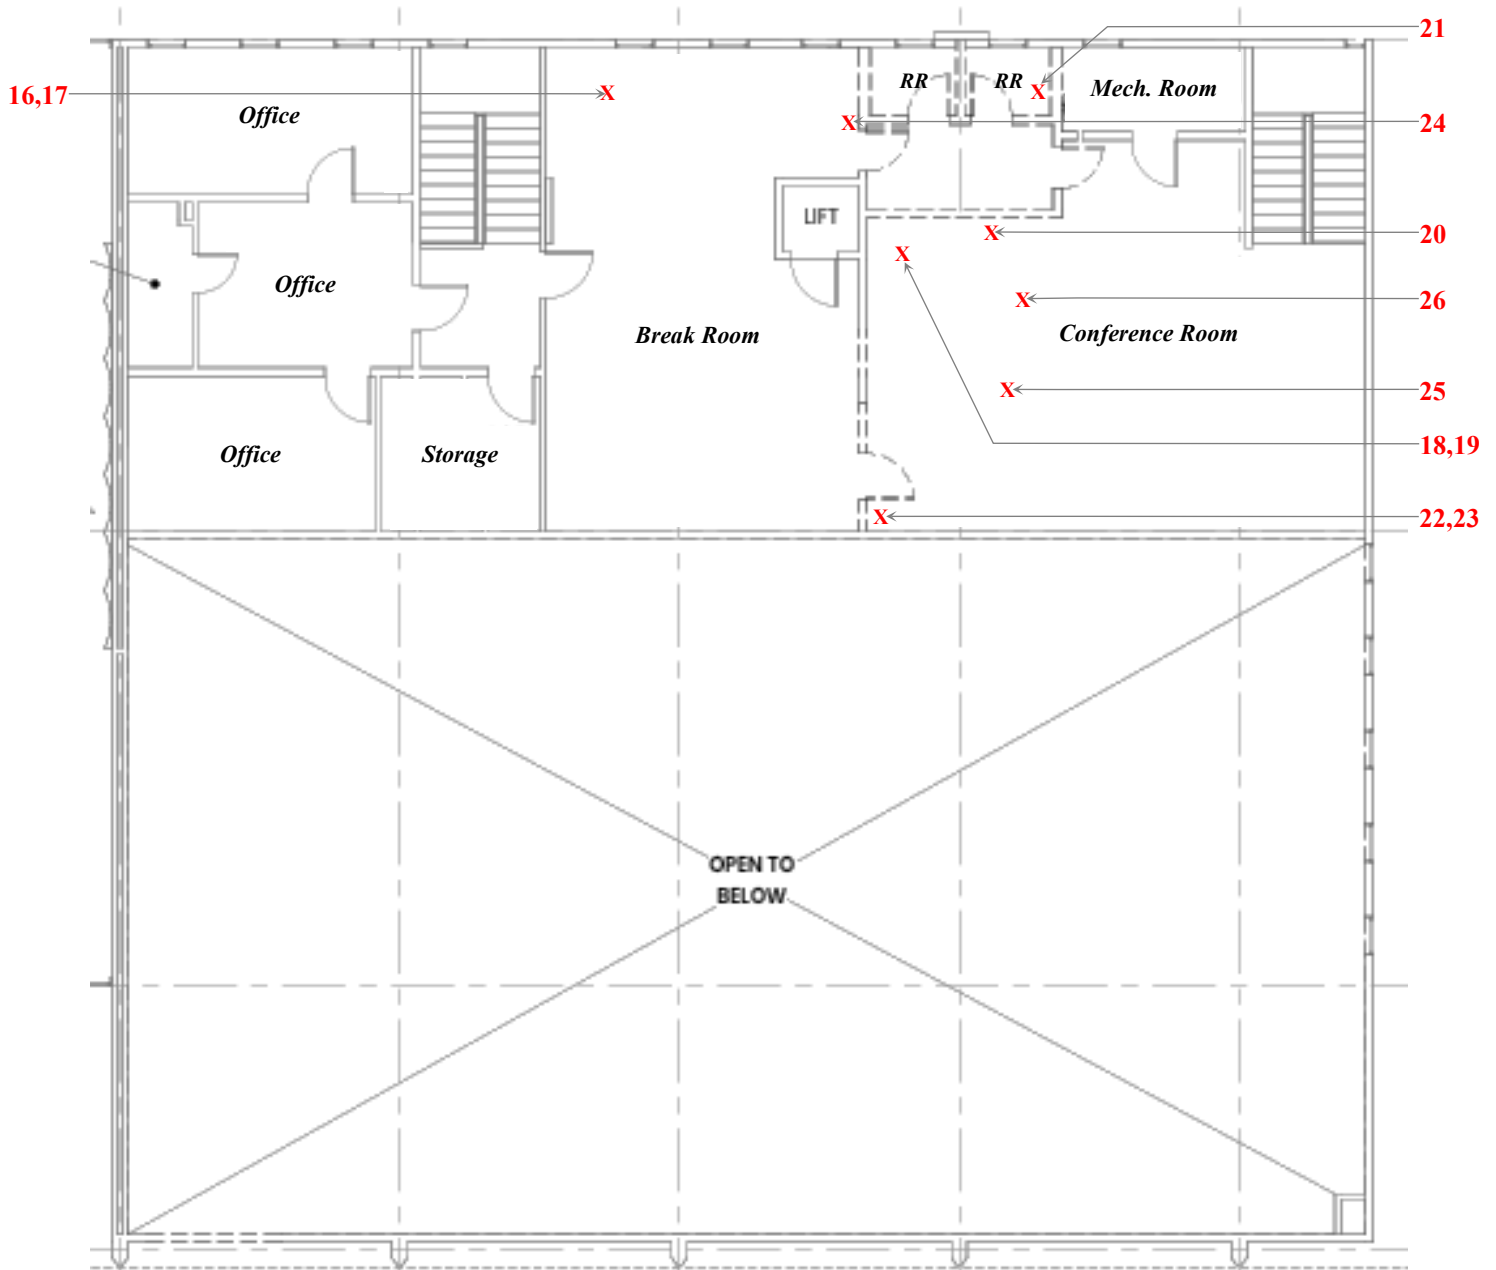 21
RR
RR
Mech. Room
16,17
X
X
Office
X
24
LIFT
X
20
X
Office
X
26
Break Room
Conference Room
X
25
18,19
Office
Storage
X
22,23
OPEN TO
BELOW